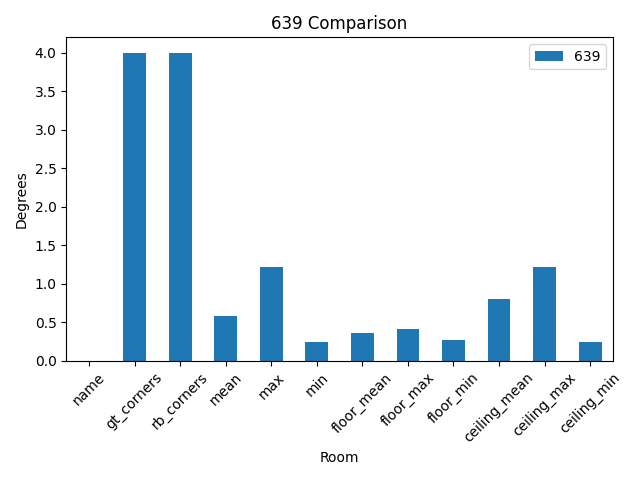 639 Comparison
639
Degrees
4.0
3.5
3.0
2.5
2.0
1.5
1.0
0.5
0.0
name
gt_corners
rb_corners
mean
max
min
floor_mean
floor_max
floor_min
ceiling_mean
ceiling_max
ceiling_min
Room